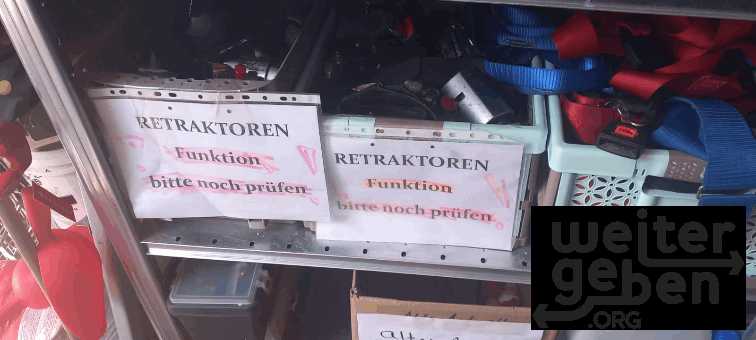 RETRAKTOREN
Funktion
bitte noch prüfen
RETRAKTOREN
Funktion
bitte noch prüfen
weiter
geben
.ORG